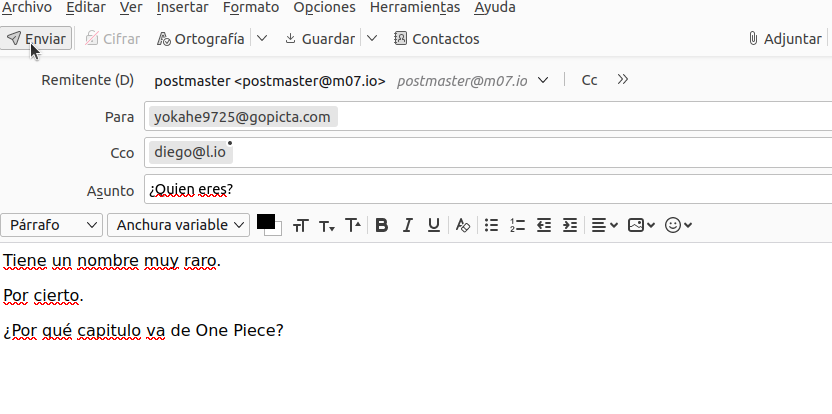 Archivo Editar Ver Insertar Formato Opciones Herramientas Ayuda
Enviar Cifrar Ortografía Guardar Contactos Adjuntar
Remitente (D) postmaster <postmaster@m07.io> postmaster@m07.io Cc
Para yokahe9725@gopicta.com
Cco diego@l.io
Asunto ¿Quien eres?
Párrafo Anchura variable
Tiene un nombre muy raro.
Por cierto.
¿Por qué capitulo va de One Piece?